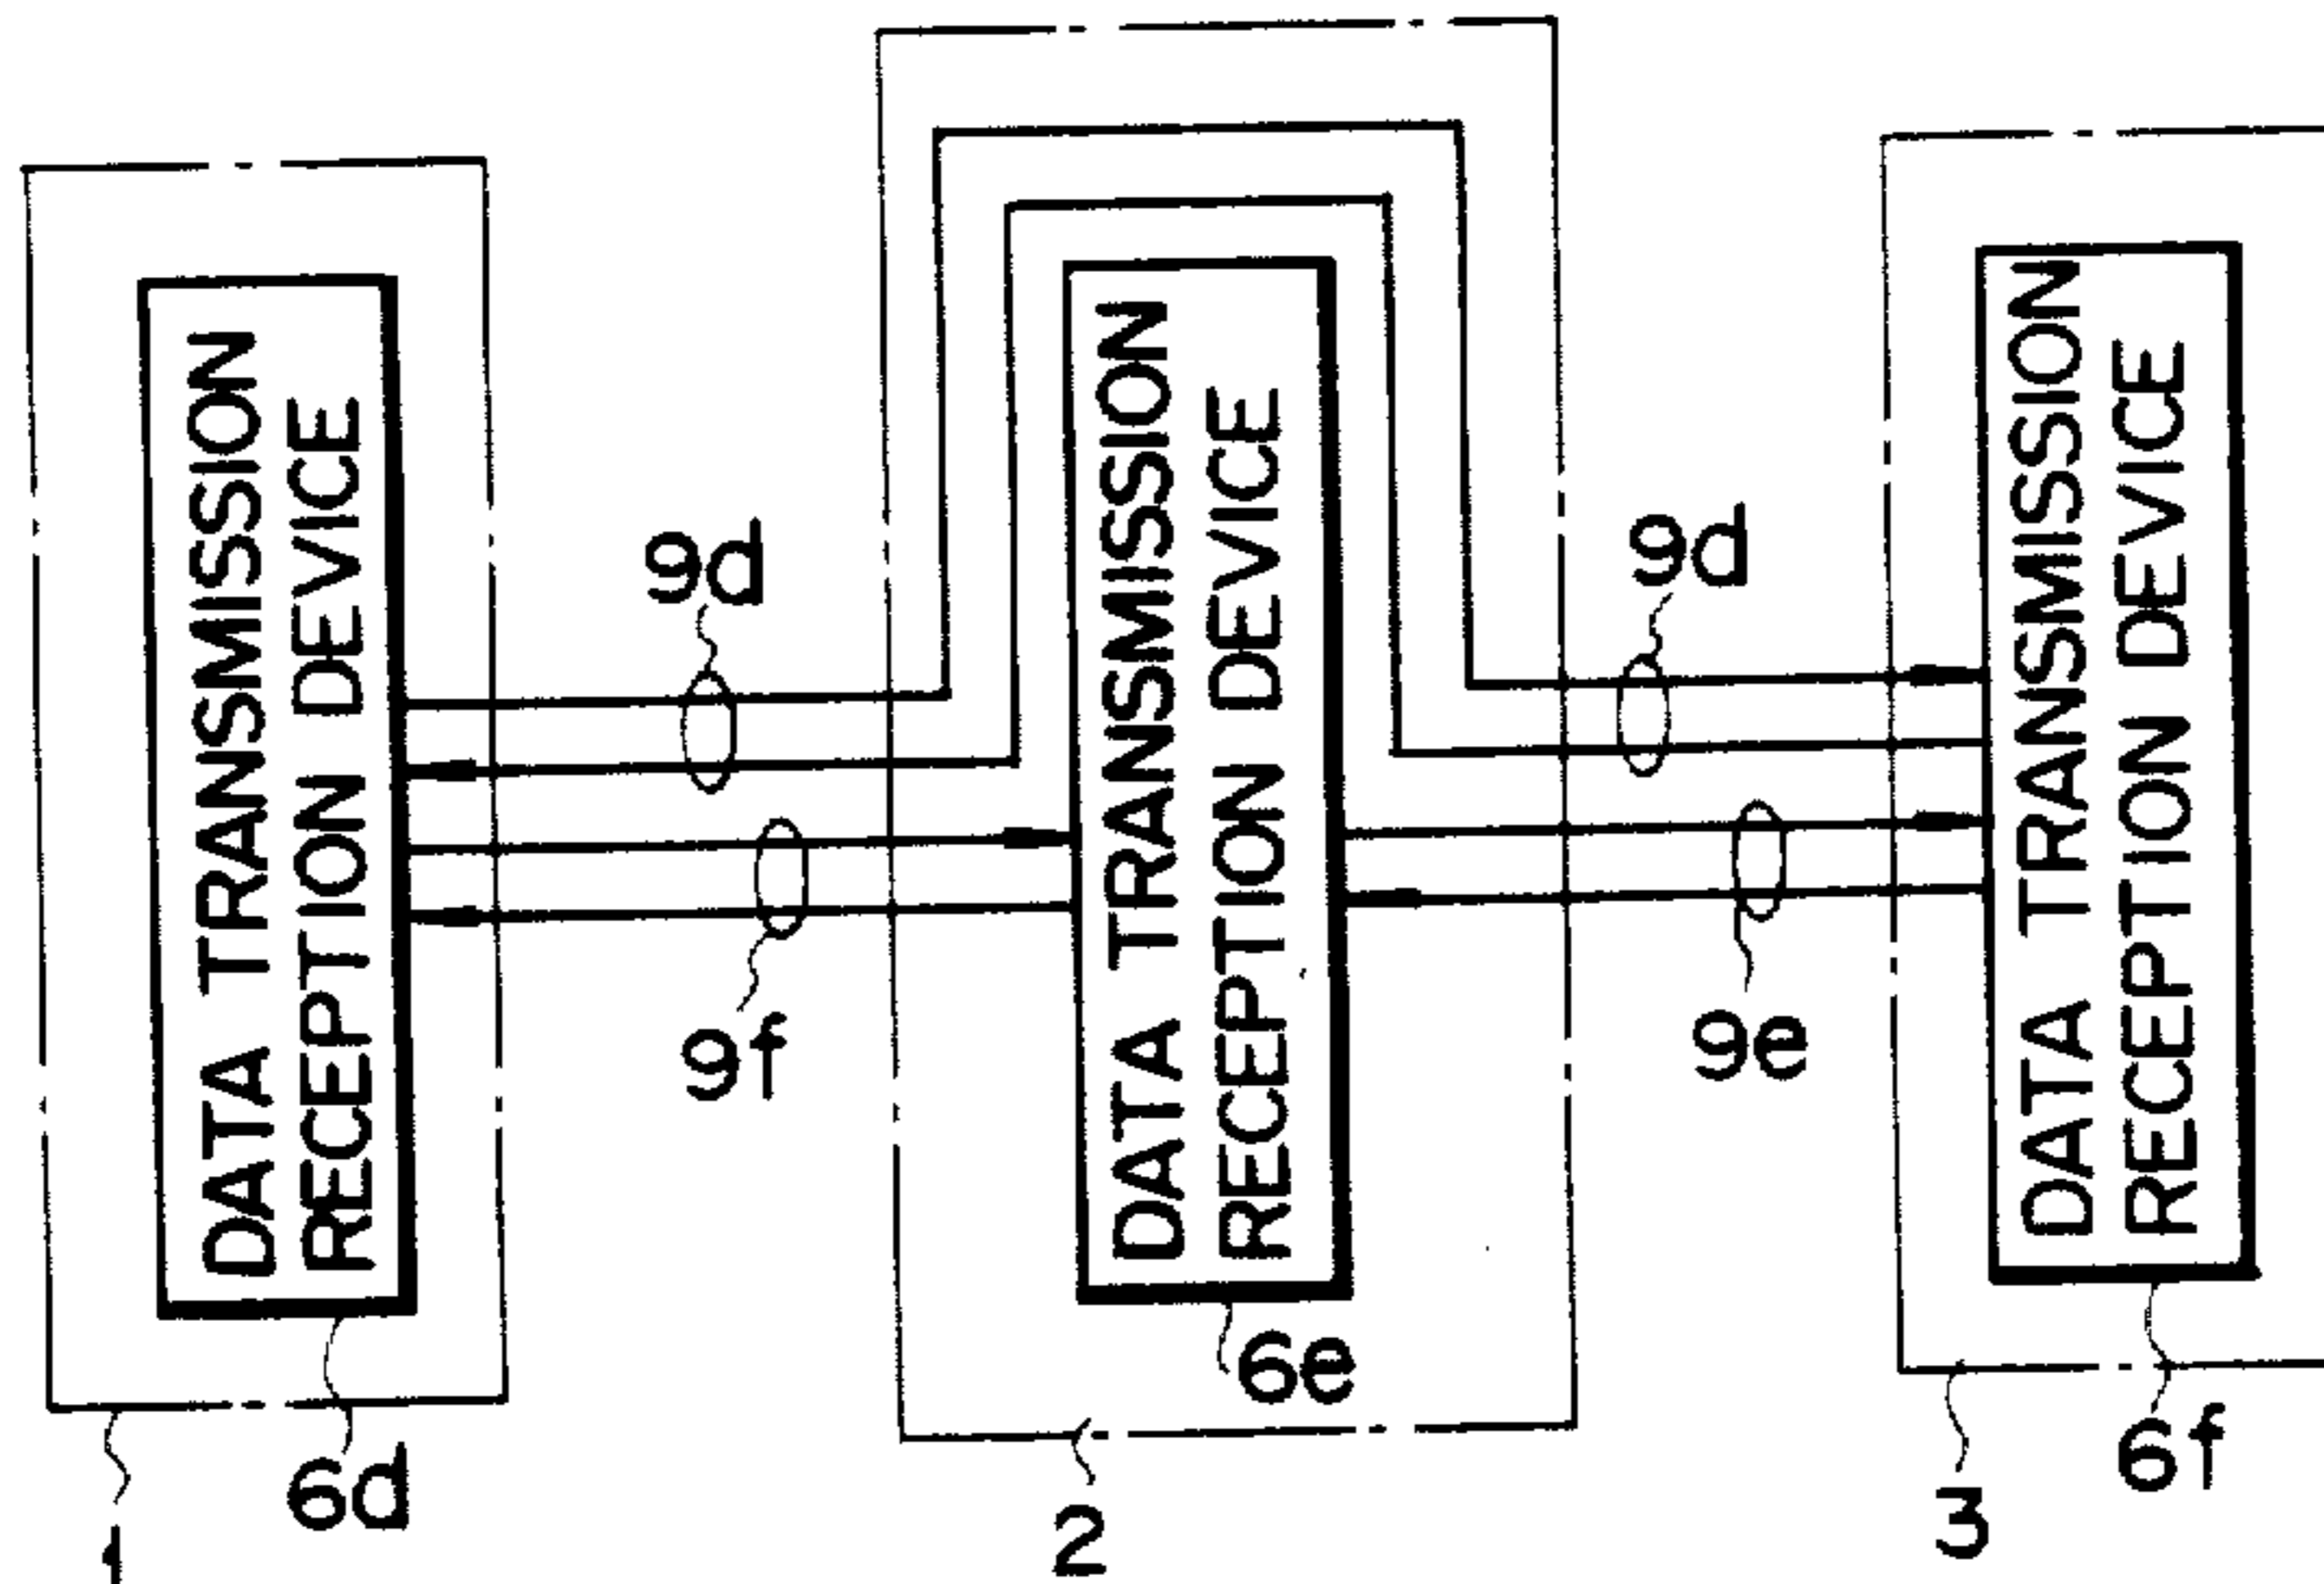 DATA TRANSMISSION
RECEPTION DEVICE
DATA TRANSMISSION
RECEPTION DEVICE
DATA TRANSMISSION
RECEPTION DEVICE
9d
9d
9f
9e
6e
6d
6f
1
2
3